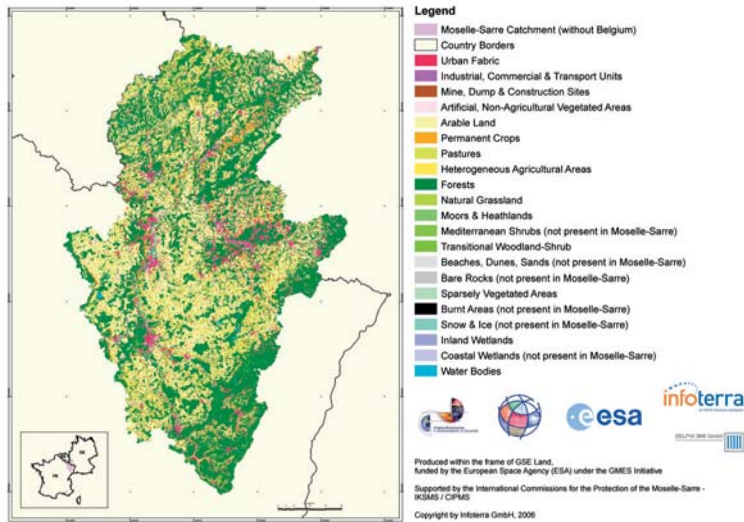 Legend
Moselle-Sarre Catchment (without Belgium)
Country Borders
Urban Fabric
Industrial, Commercial & Transport Units
Mine, Dump & Construction Sites
Artificial, Non-Agricultural Vegetated Areas
Arable Land
Permanent Crops
Pastures
Heterogeneous Agricultural Areas
Forests
Natural Grassland
Moors & Heathlands
Mediterranean Shrubs (not present in Moselle-Sarre)
Transitional Woodland-Shrub
Beaches, Dunes, Sands (not present in Moselle-Sarre)
Bare Rocks (not present in Moselle-Sarre)
Sparsely Vegetated Areas
Burnt Areas (not present in Moselle-Sarre)
Snow & Ice (not present in Moselle-Sarre)
Inland Wetlands
Coastal Wetlands (not present in Moselle-Sarre)
Water Bodies
esa
infoterra
DELPHI IMM GmbH
Produced within the frame of GSE Land,
funded by the European Space Agency (ESA) under the GMES Initiative
Supported by the International Commissions for the Protection of the Moselle-Sarre -
IKSMS / CIPMS
Copyright by Infoterra GmbH, 2006